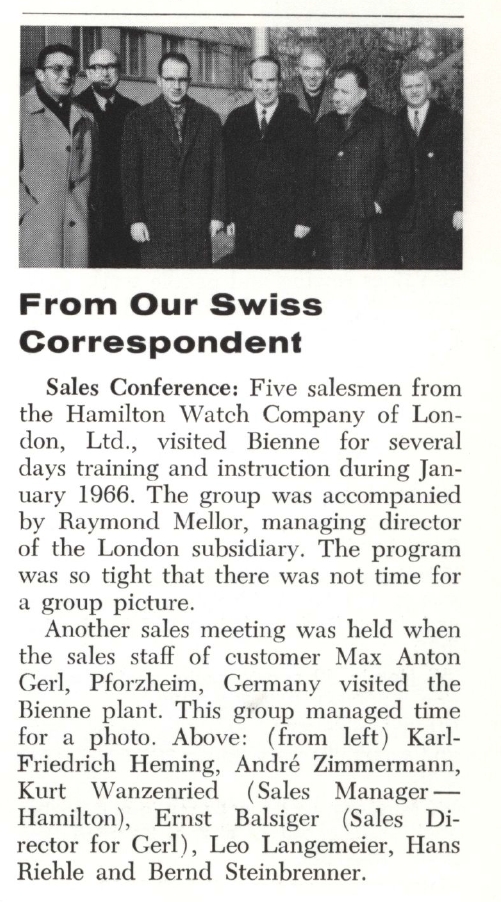 From Our Swiss
Correspondent
Sales Conference: Five salesmen from
the Hamilton Watch Company of Lon-
don, Ltd., visited Bienne for several
days training and instruction during Jan-
uary 1966. The group was accompanied
by Raymond Mellor, managing director
of the London subsidiary. The program
was so tight that there was not time for
a group picture.
Another sales meeting was held when
the sales staff of customer Max Anton
Gerl, Pforzheim, Germany visited the
Bienne plant. This group managed time
for a photo. Above: (from left) Karl-
Friedrich Heming, André Zimmermann,
Kurt Wanzenried (Sales Manager—
Hamilton), Ernst Balsiger (Sales Di-
rector for Gerl), Leo Langemeier, Hans
Riehle and Bernd Steinbrenner.